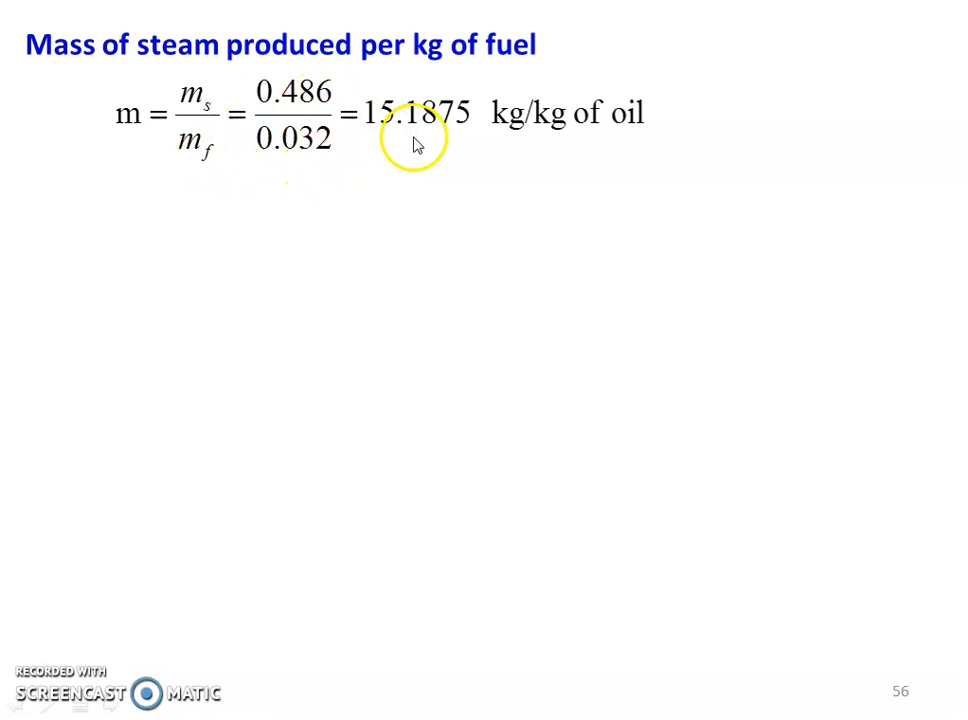 Mass of steam produced per kg of fuel
m = m_s / m_f = 0.486 / 0.032 = 15.1875 kg/kg of oil
RECORDED WITH
SCREENCAST MATIC
56